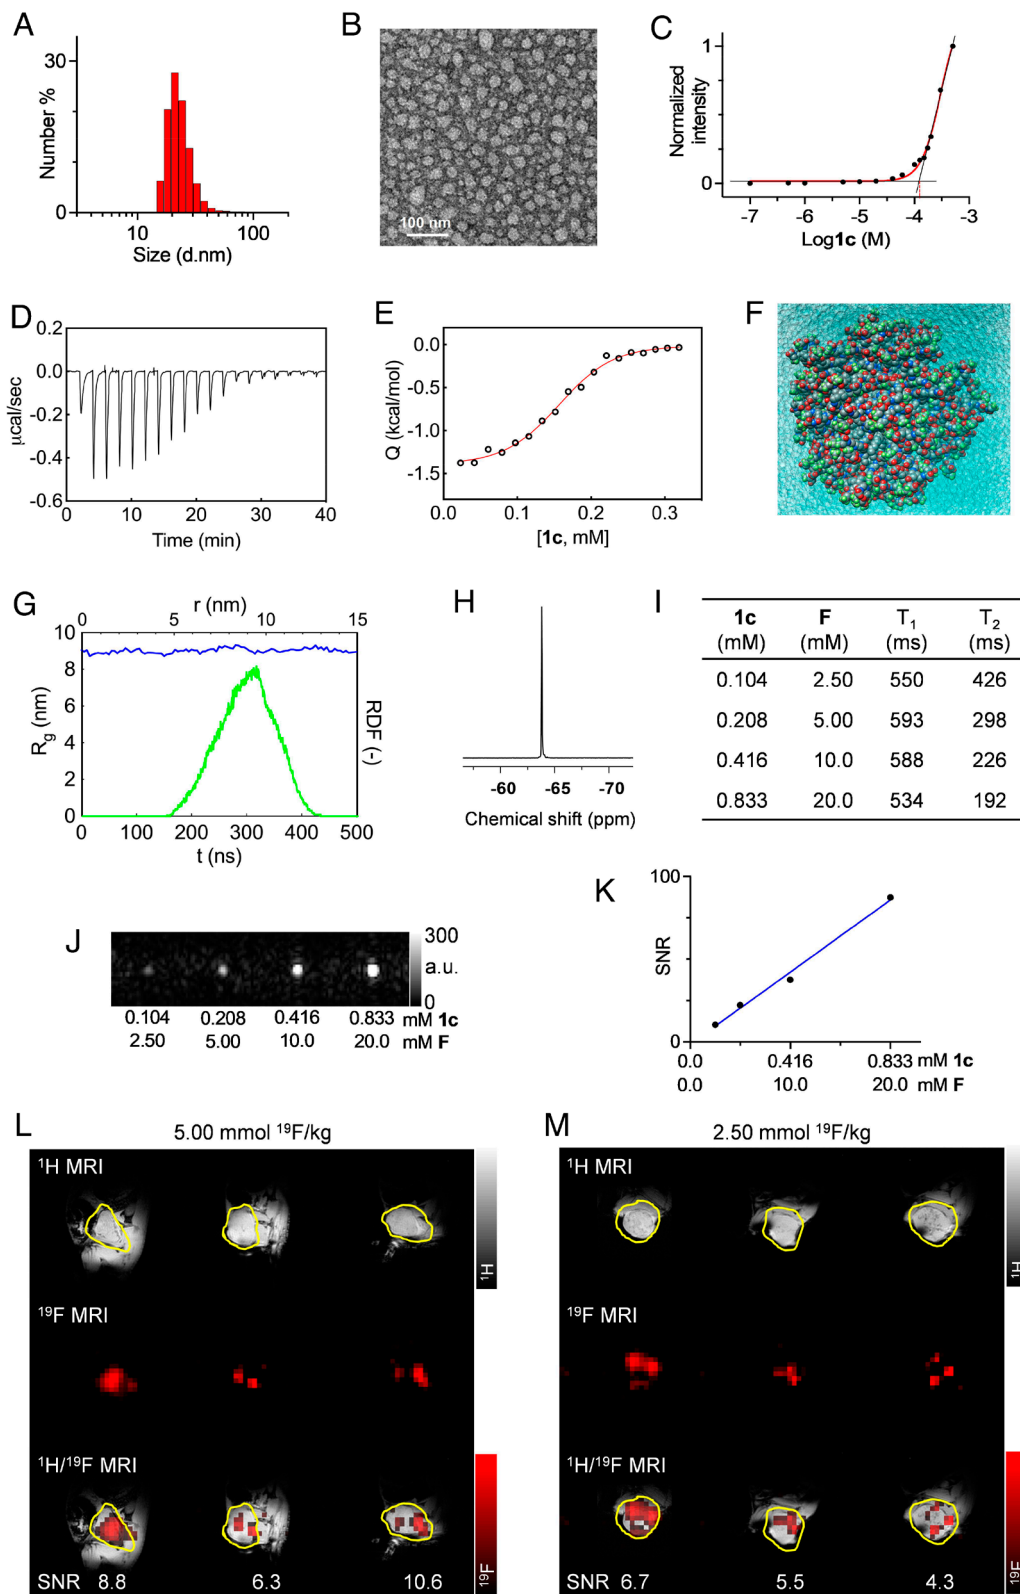 A
30
Number %
0
10
100
Size (d.nm)
B
100 nm
C
1
Normalized
intensity
0
-7
-6
-5
-4
-3
Log1c (M)
D
0.2
0.0
-0.2
-0.4
-0.6
μcal/sec
0
10
20
30
40
Time (min)
E
0.0
-0.5
-1.0
-1.5
Q (kcal/mol)
0.0
0.1
0.2
0.3
[1c, mM]
F
G
r (nm)
0
5
10
15
10
8
6
4
2
0
Rg (nm)
RDF (-)
0
100
200
300
400
500
t (ns)
H
-60
-65
-70
Chemical shift (ppm)
I
1c F T1 T2
(mM) (mM) (ms) (ms)
0.104 2.50 550 426
0.208 5.00 593 298
0.416 10.0 588 226
0.833 20.0 534 192
J
300
a.u.
0
0.104 0.208 0.416 0.833 mM 1c
2.50 5.00 10.0 20.0 mM F
K
100
SNR
0
0.0 0.416 0.833 mM 1c
0.0 10.0 20.0 mM F
L
5.00 mmol 19F/kg
1H MRI
1H
19F MRI
1H/19F MRI
19F
SNR 8.8 6.3 10.6
M
2.50 mmol 19F/kg
1H MRI
1H
19F MRI
1H/19F MRI
19F
SNR 6.7 5.5 4.3